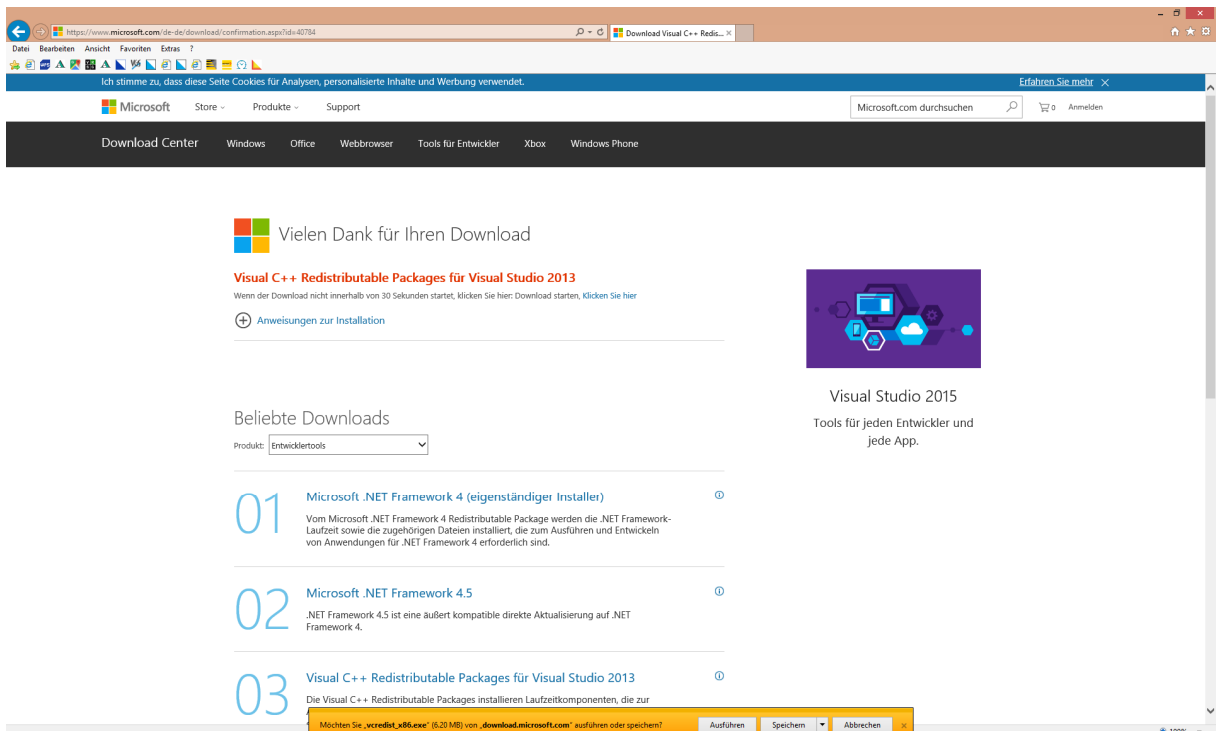 https://www.microsoft.com/de-de/download/confirmation.aspx?id=40784
Download Visual C++ Redis...
Datei Bearbeiten Ansicht Favoriten Extras ?
Ich stimme zu, dass diese Seite Cookies für Analysen, personalisierte Inhalte und Werbung verwendet.
Erfahren Sie mehr
Microsoft Store Produkte Support
Microsoft.com durchsuchen
0 Anmelden
Download Center Windows Office Webbrowser Tools für Entwickler Xbox Windows Phone
Vielen Dank für Ihren Download
Visual C++ Redistributable Packages für Visual Studio 2013
Wenn der Download nicht innerhalb von 30 Sekunden startet, klicken Sie hier: Download starten, Klicken Sie hier
Anweisungen zur Installation
Visual Studio 2015
Tools für jeden Entwickler und
jede App.
Beliebte Downloads
Produkt: Entwicklertools
01
Microsoft .NET Framework 4 (eigenständiger Installer)
Vom Microsoft .NET Framework 4 Redistributable Package werden die .NET Framework-
Laufzeit sowie die zugehörigen Dateien installiert, die zum Ausführen und Entwickeln
von Anwendungen für .NET Framework 4 erforderlich sind.
02
Microsoft .NET Framework 4.5
.NET Framework 4.5 ist eine äußert kompatible direkte Aktualisierung auf .NET
Framework 4.
03
Visual C++ Redistributable Packages für Visual Studio 2013
Die Visual C++ Redistributable Packages installieren Laufzeitkomponenten, die zur
Möchten Sie „vcredist_x86.exe“ (6.20 MB) von „download.microsoft.com“ ausführen oder speichern?
Ausführen Speichern Abbrechen